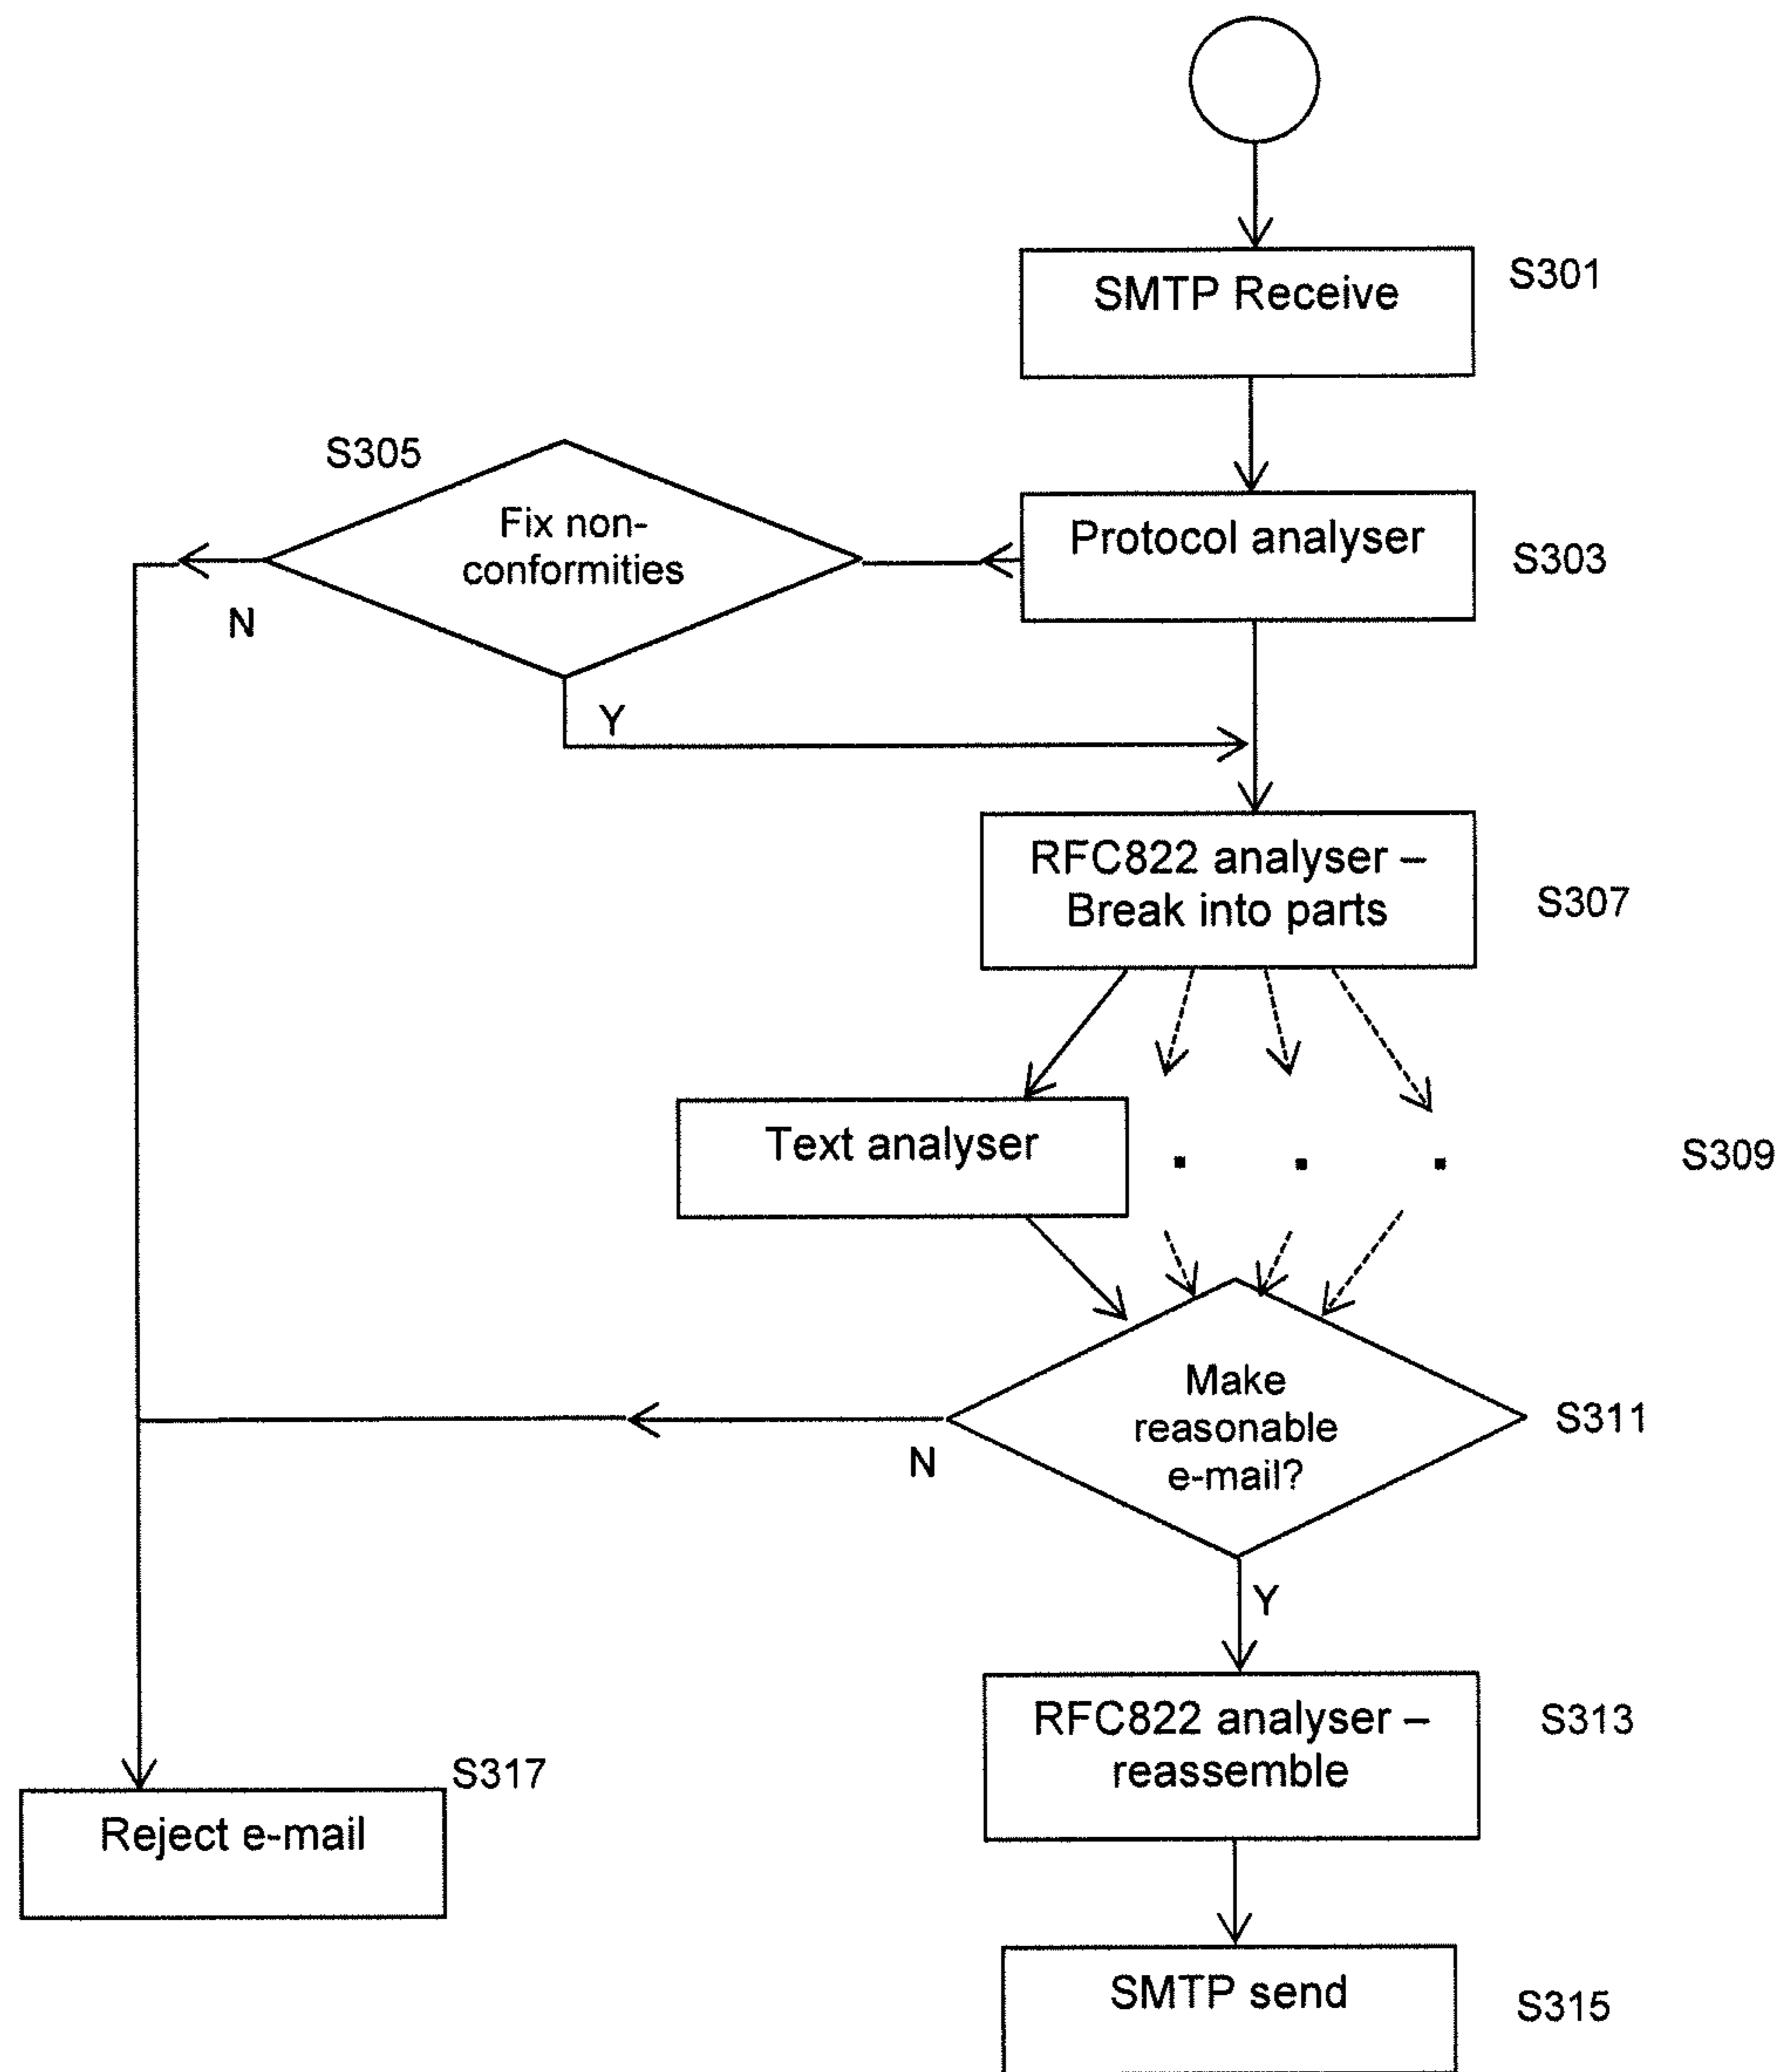 SMTP Receive
S301
S305
Fix non-
conformities
Protocol analyser
S303
N
Y
RFC822 analyser –
Break into parts
S307
Text analyser
S309
Make
reasonable
e-mail?
S311
N
Y
RFC822 analyser –
reassemble
S313
S317
Reject e-mail
SMTP send
S315